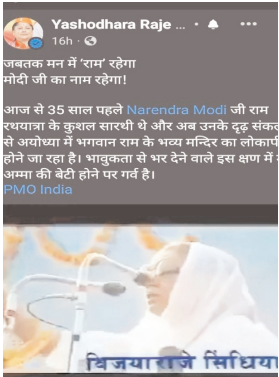 Yashodhara Raje ...
16h
जबतक मन में 'राम' रहेगा
मोदी जी का नाम रहेगा!
आज से 35 साल पहले Narendra Modi जी राम
रथयात्रा के कुशल सारथी थे और अब उनके दृढ़ संकल
से अयोध्या में भगवान राम के भव्य मन्दिर का लोकार्प
होने जा रहा है। भावुकता से भर देने वाले इस क्षण में
अम्मा की बेटी होने पर गर्व है।
PMO India
विजयाराजे सिंधिया